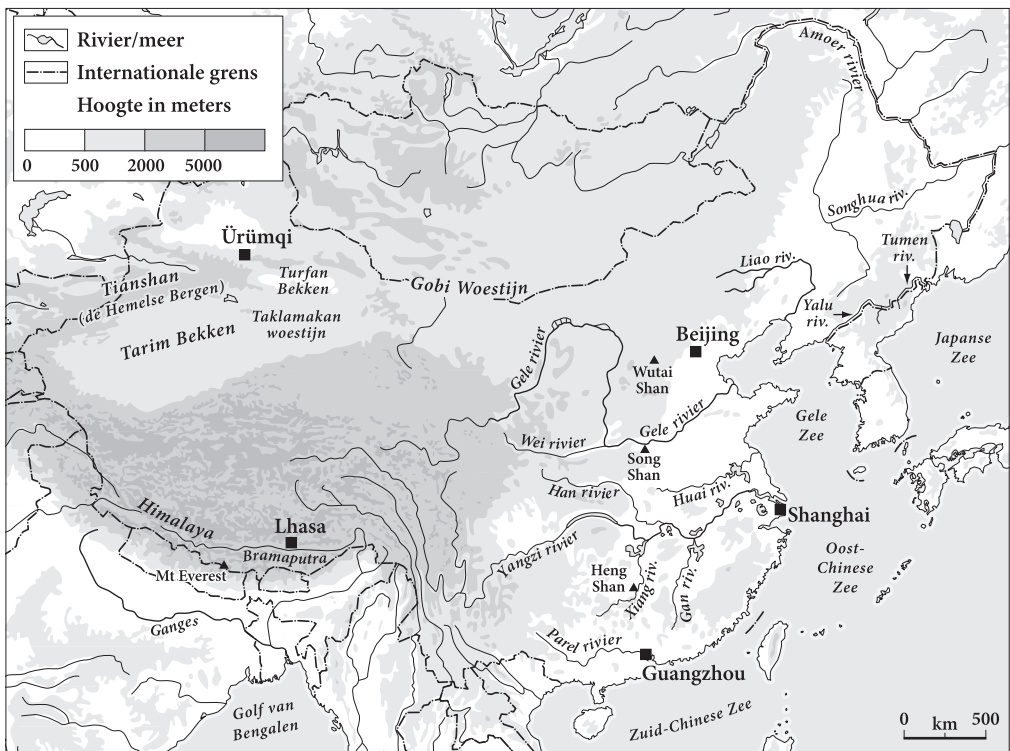 Rivier/meer
Internationale grens
Hoogte in meters
0 500 2000 5000
Amoer rivier
Songhua riv.
Tumen
riv.
Ürümqi
Turfan
Bekken
Tianshan
(de Hemelse Bergen)
Gobi Woestijn
Liao riv.
Taklamakan
woestijn
Tarim Bekken
Yalu
riv.
Beijing
Japanse
Zee
Gele rivier
Wutai
Shan
Gele rivier
Gele
Zee
Wei rivier
Song
Shan
Han rivier
Huai riv.
Himalaya
Lhasa
Shanghai
Bramaputra
Mt Everest
Yangzi rivier
Oost-
Chinese
Zee
Heng
Shan
Xiang riv.
Gan riv.
Ganges
Parel rivier
Guangzhou
Golf van
Bengalen
Zuid-Chinese Zee
0 km 500